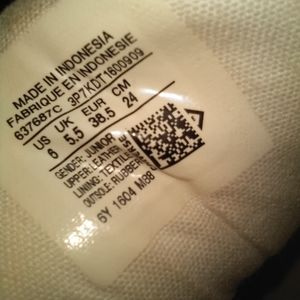 MADE IN INDONESIA
FABRIQUE EN INDONESIE
637687C 3P7KDT1600909
US UK EUR CM
6 5.5 38.5 24
GENDER: JUNIOR
UPPER: LEATHER
LINING: TEXTILE
OUTSOLE: RUBBER
6Y 1604 M88